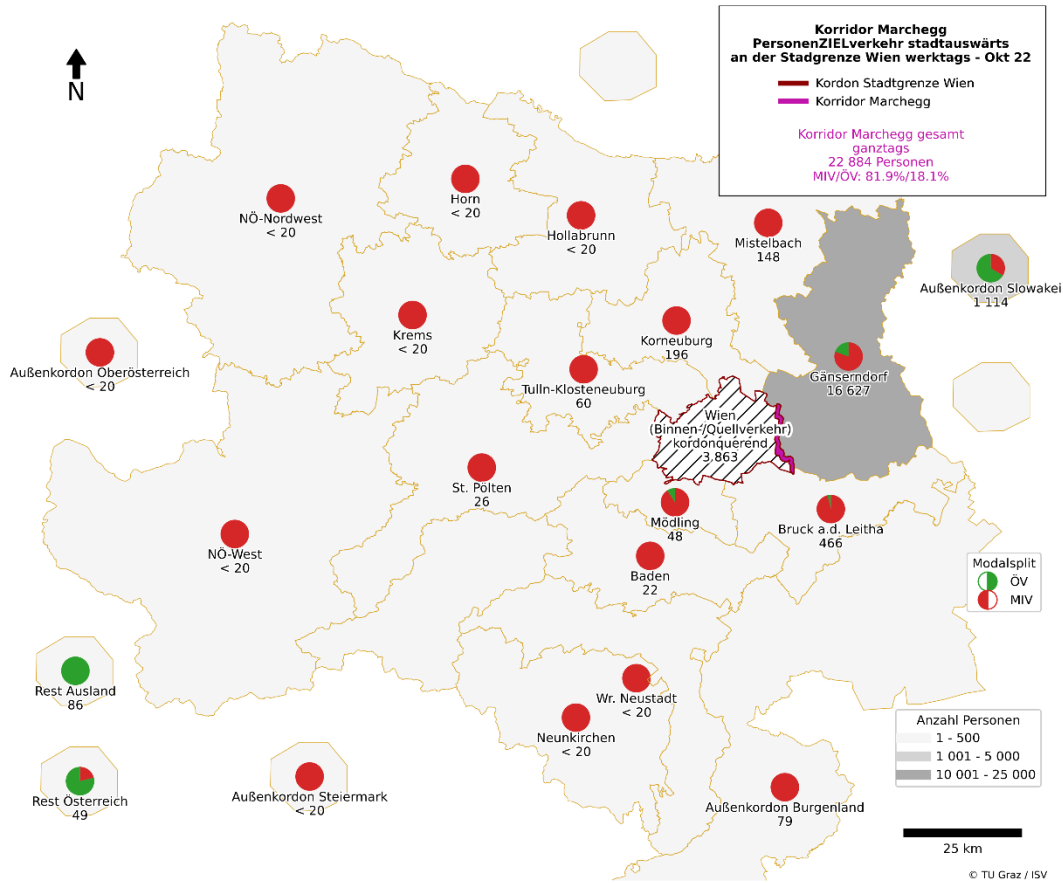 Korridor Marchegg
PersonenZIELverkehr stadtauswärts
an der Stadgrenze Wien werktags - Okt 22
Kordon Stadtgrenze Wien
Korridor Marchegg
Korridor Marchegg gesamt
ganztags
22 884 Personen
MIV/ÖV: 81.9%/18.1%
N
Horn
< 20
NÖ-Nordwest
< 20
Hollabrunn
< 20
Mistelbach
148
Außenkordon Slowakei
1 114
Krems
< 20
Korneuburg
196
Außenkordon Oberösterreich
< 20
Gänserndorf
16 627
Tulln-Klosteneuburg
60
Wien
(Binnen-/Quellverkehr)
kordonquerend
3 863
St. Pölten
26
Mödling
48
Bruck a.d. Leitha
466
NÖ-West
< 20
Baden
22
Modalsplit
ÖV
MIV
Rest Ausland
86
Wr. Neustadt
< 20
Neunkirchen
< 20
Anzahl Personen
1 - 500
1 001 - 5 000
10 001 - 25 000
Rest Österreich
49
Außenkordon Steiermark
< 20
Außenkordon Burgenland
79
25 km
© TU Graz / ISV